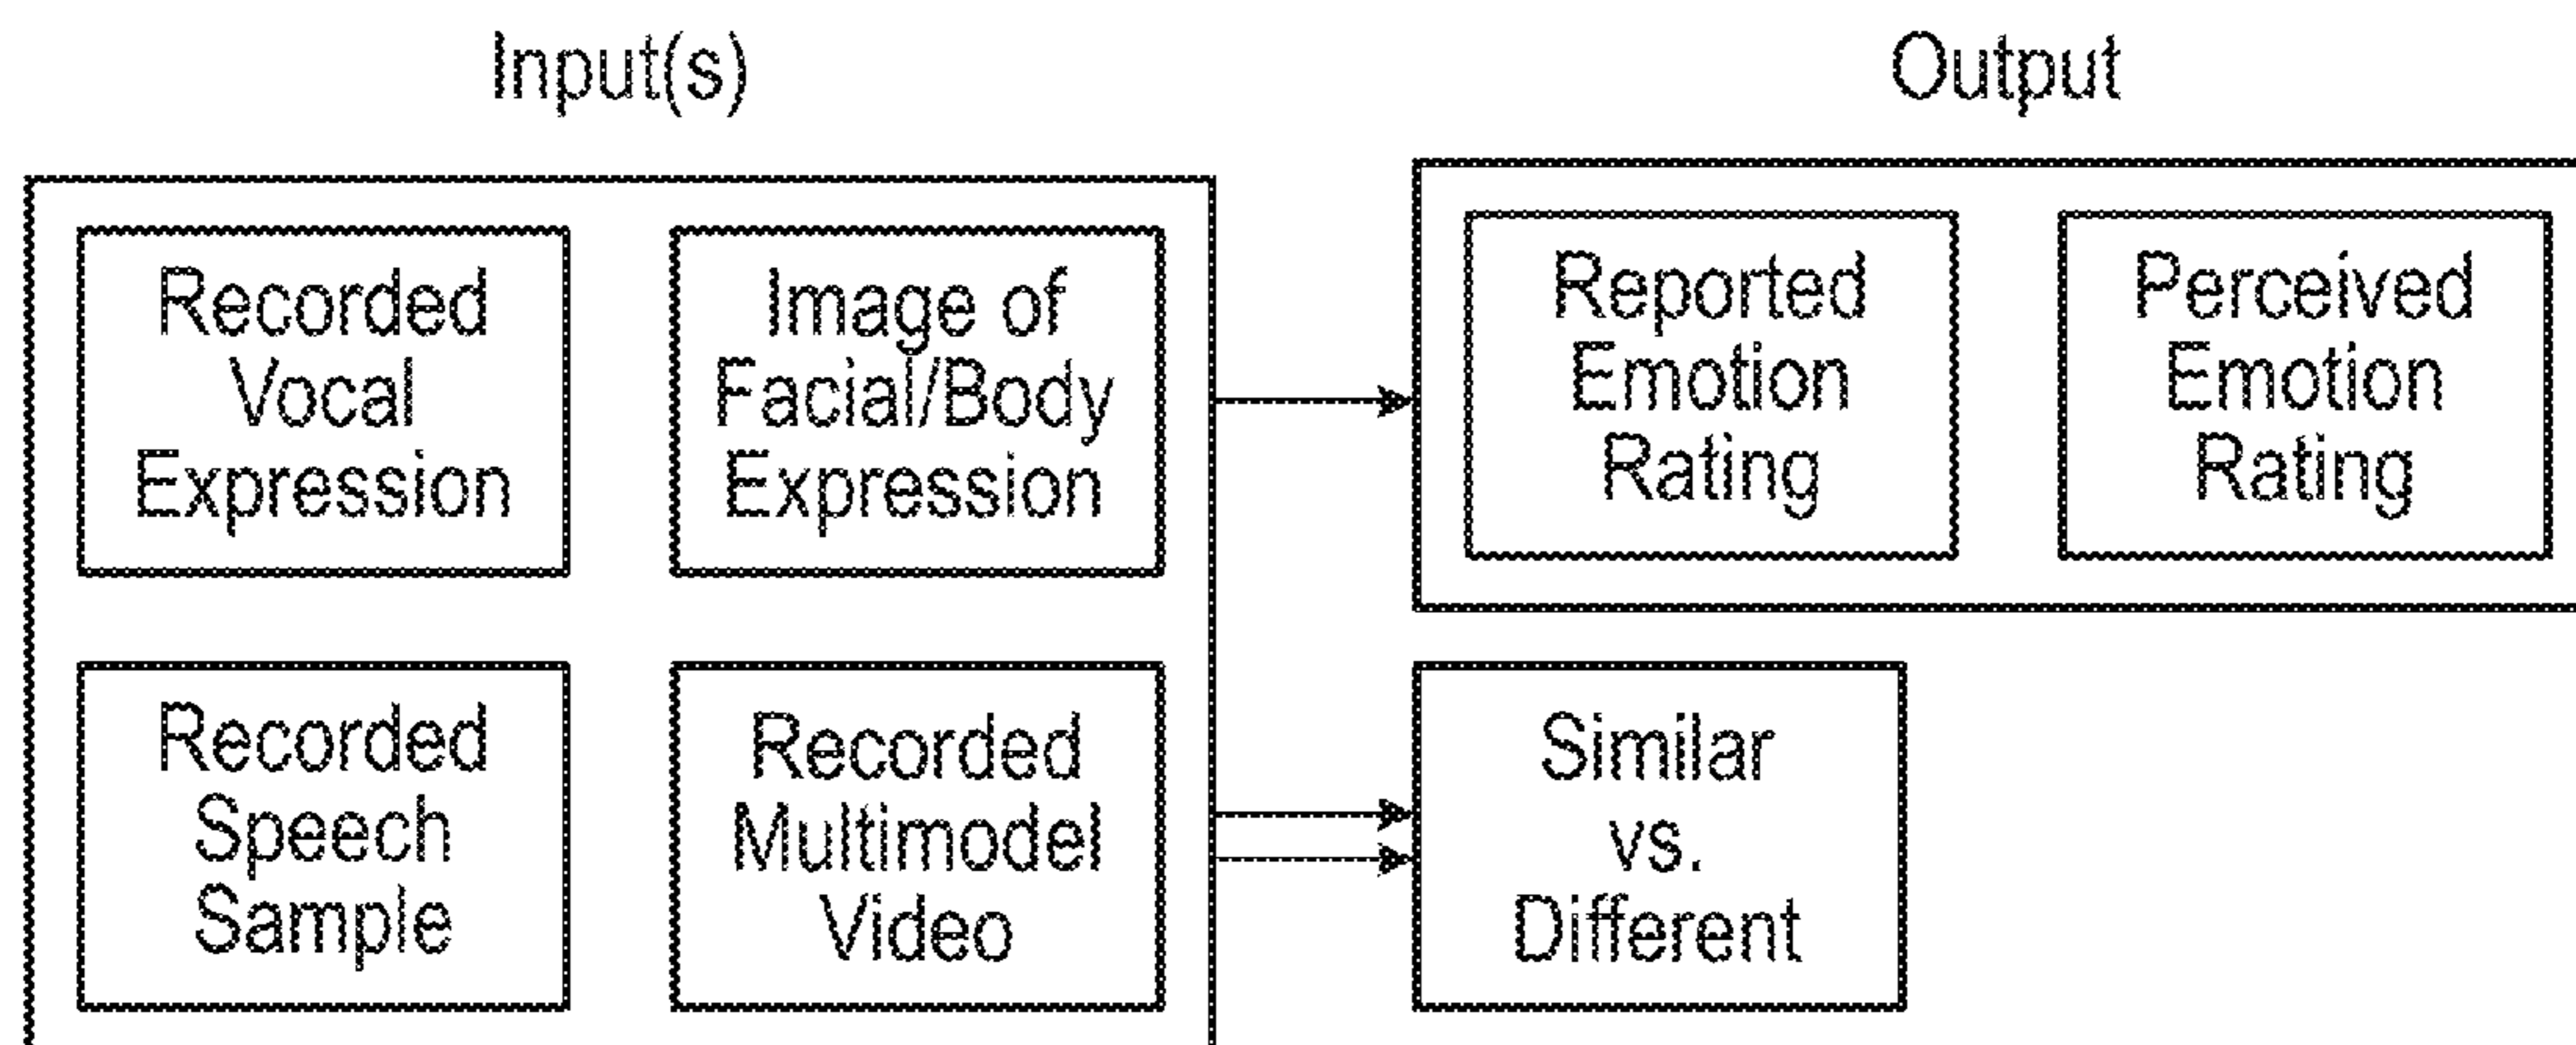 Input(s)
Output
Recorded
Vocal
Expression
Image of
Facial/Body
Expression
Reported
Emotion
Rating
Perceived
Emotion
Rating
Recorded
Speech
Sample
Recorded
Multimodel
Video
Similar
vs.
Different